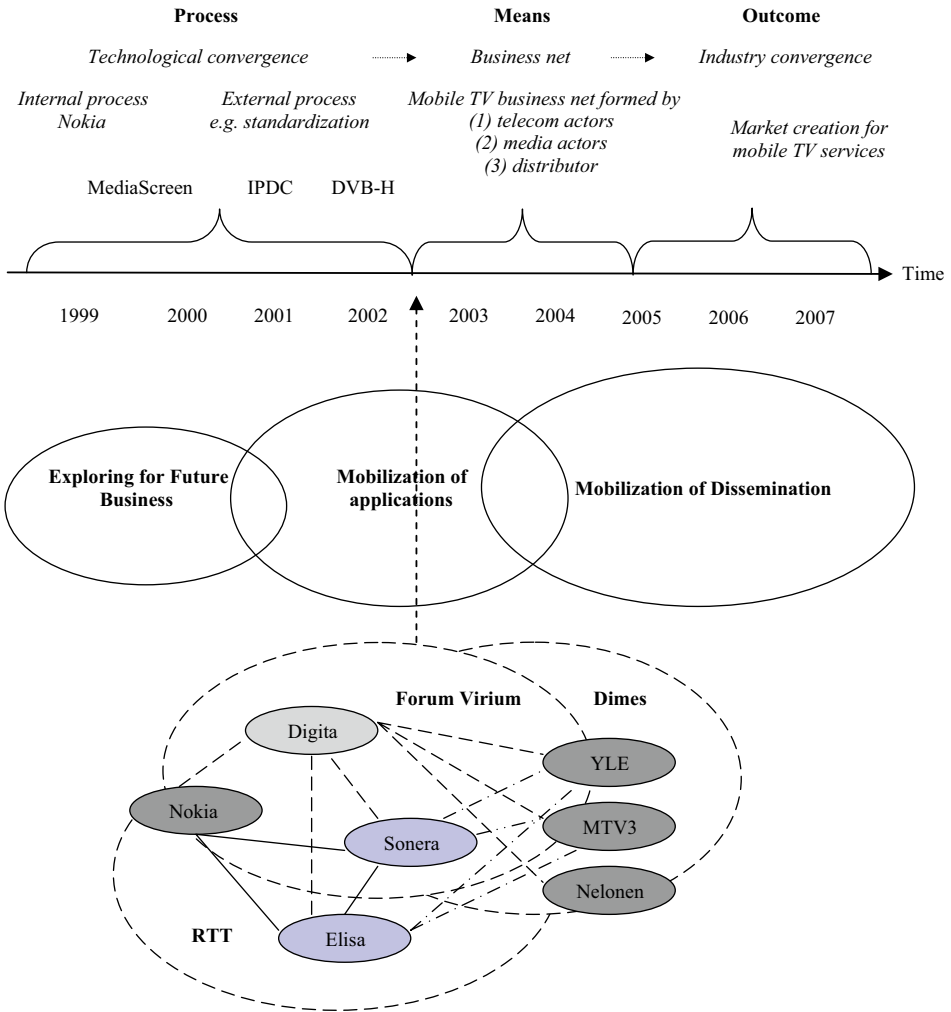 Process
Means
Outcome
Technological convergence
Business net
Industry convergence
Internal process
Nokia
External process
e.g. standardization
Mobile TV business net formed by
(1) telecom actors
(2) media actors
(3) distributor
Market creation for
mobile TV services
MediaScreen
IPDC
DVB-H
Time
1999
2000
2001
2002
2003
2004
2005
2006
2007
Exploring for Future
Business
Mobilization of
applications
Mobilization of Dissemination
Forum Virium
Dimes
Digita
YLE
Nokia
MTV3
Sonera
Nelonen
RTT
Elisa